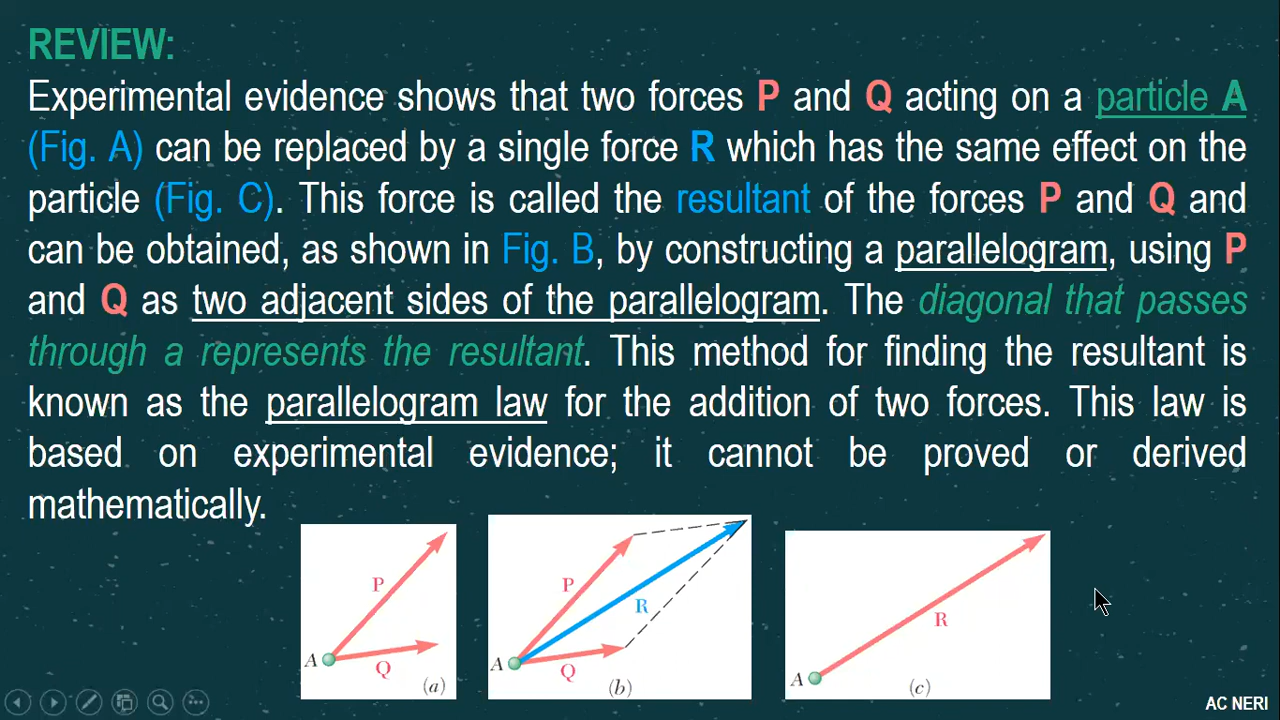 REVIEW:
Experimental evidence shows that two forces P and Q acting on a particle A
(Fig. A) can be replaced by a single force R which has the same effect on the
particle (Fig. C). This force is called the resultant of the forces P and Q and
can be obtained, as shown in Fig. B, by constructing a parallelogram, using P
and Q as two adjacent sides of the parallelogram. The diagonal that passes
through a represents the resultant. This method for finding the resultant is
known as the parallelogram law for the addition of two forces. This law is
based on experimental evidence; it cannot be proved or derived
mathematically.
P
A
Q
(a)
P
R
A
Q
(b)
R
A
(c)
AC NERI